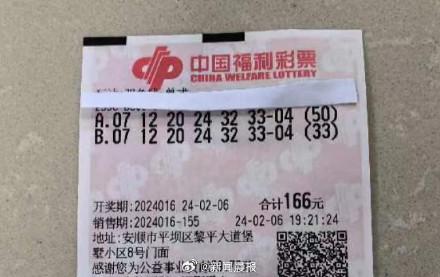 中国福利彩票
CHINA WELFARE LOTTERY
A.07 12 20 24 32 33-04 (50)
B.07 12 20 24 32 33-04 (33)
开奖期:2024016 24-02-06 合计166元
销售期:2024016-155 24-02-06 19:21:24
地址:安顺市平坝区黎平大道堡
墅小区8号门面
感谢您为公益事业
@新闻晨报